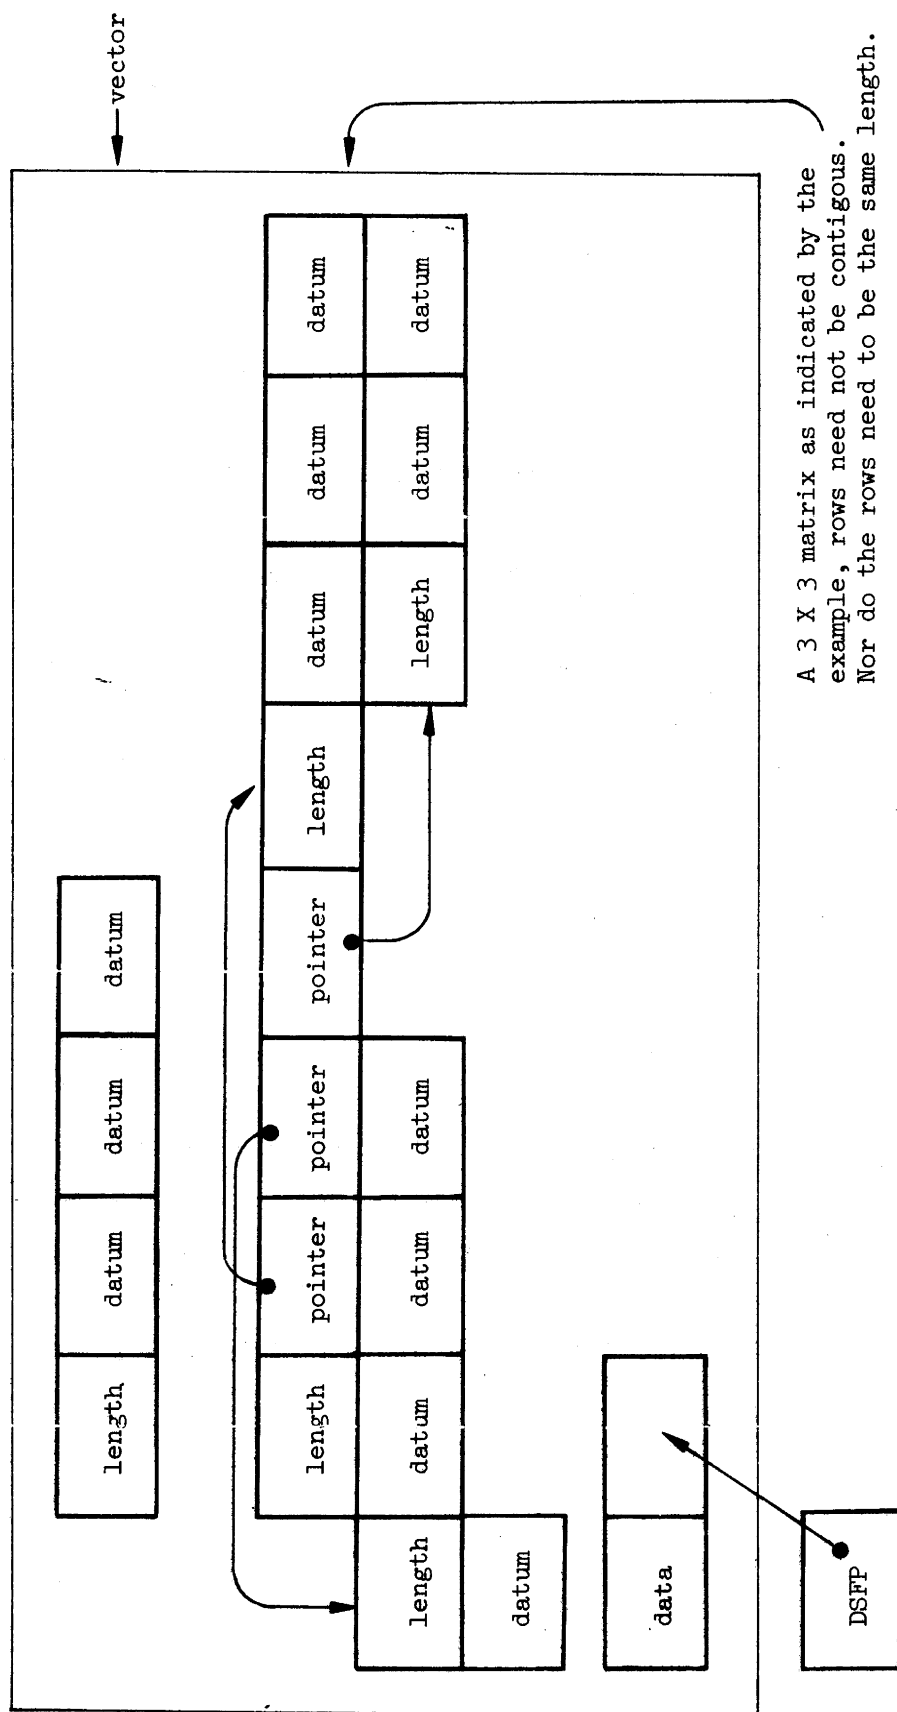 length datum datum datum vector
length pointer pointer pointer length datum datum datum
length datum datum datum length datum datum
datum
data
DSFP
A 3 X 3 matrix as indicated by the
example, rows need not be contigous.
Nor do the rows need to be the same length.